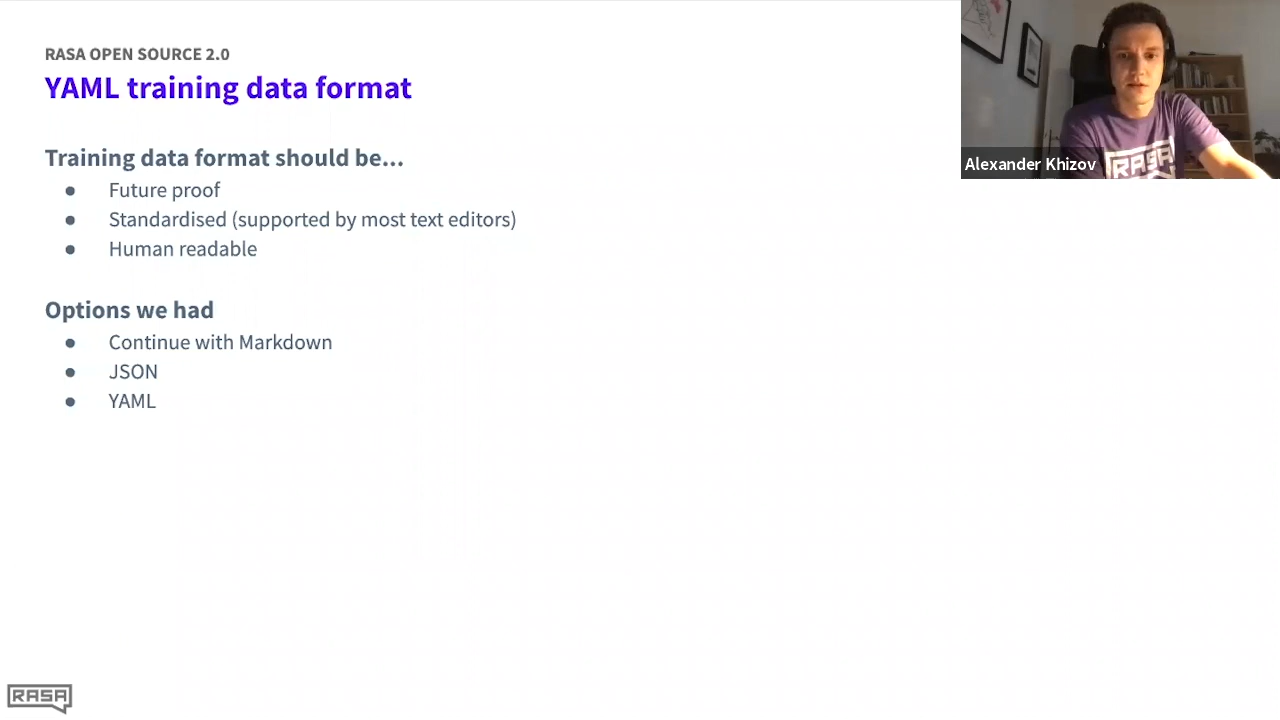 RASA OPEN SOURCE 2.0
YAML training data format
Training data format should be...
● Future proof
● Standardised (supported by most text editors)
● Human readable
Options we had
● Continue with Markdown
● JSON
● YAML
Alexander Khizov
RASA
RASA